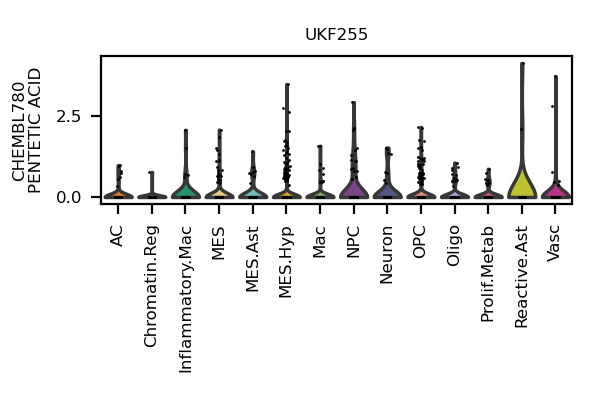 UKF255
CHEMBL780
PENTETIC ACID
2.5
0.0
AC
Chromatin.Reg
Inflammatory.Mac
MES
MES.Ast
MES.Hyp
Mac
NPC
Neuron
OPC
Oligo
Prolif.Metab
Reactive.Ast
Vasc